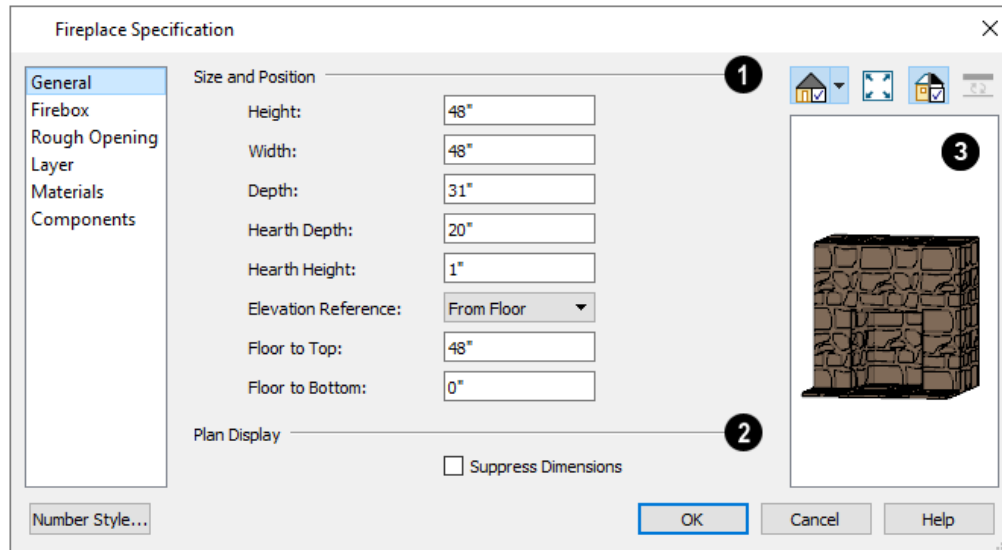 Fireplace Specification
General
Firebox
Rough Opening
Layer
Materials
Components
Size and Position
1
Height: 48"
Width: 48"
Depth: 31"
Hearth Depth: 20"
Hearth Height: 1"
Elevation Reference: From Floor
Floor to Top: 48"
Floor to Bottom: 0"
Plan Display
2
Suppress Dimensions
3
Number Style...
OK
Cancel
Help